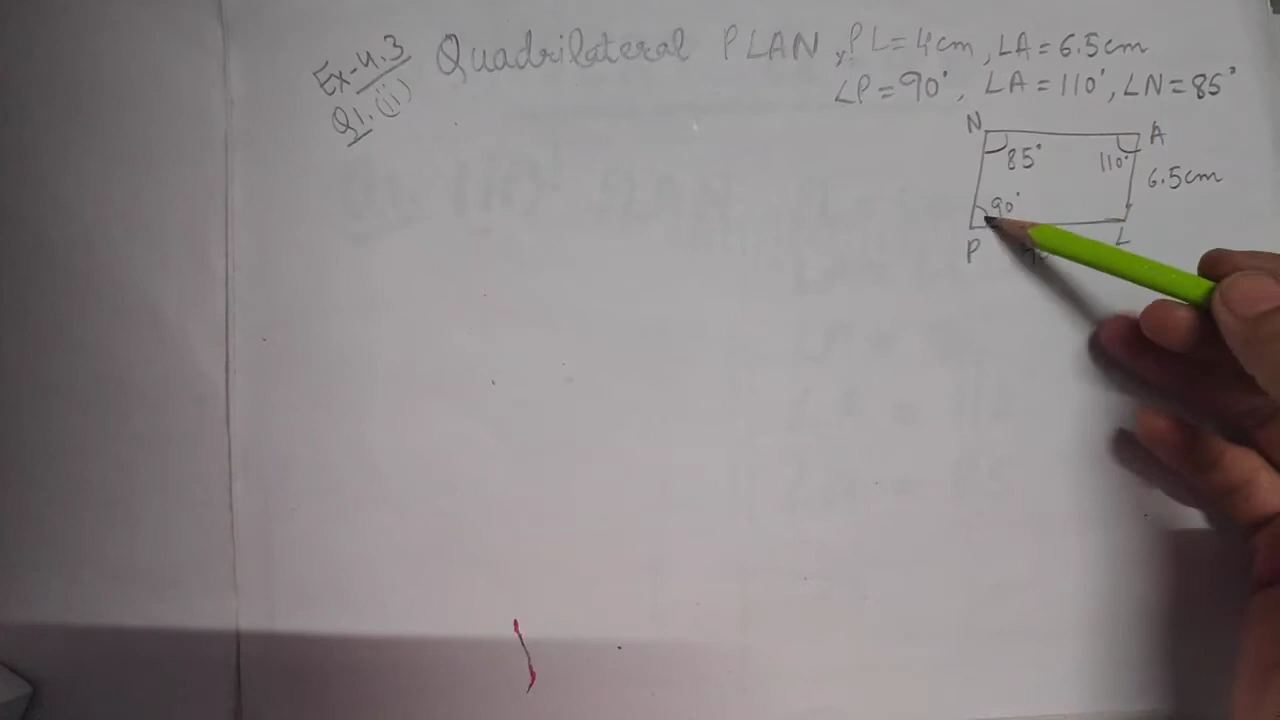 Ex-4.3 Quadrilateral PLAN, PL=4cm, LA=6.5cm
Q1.(ii) ∠P=90°, ∠A=110°, ∠N=85°
N A
85° 110°
6.5cm
90°
P L